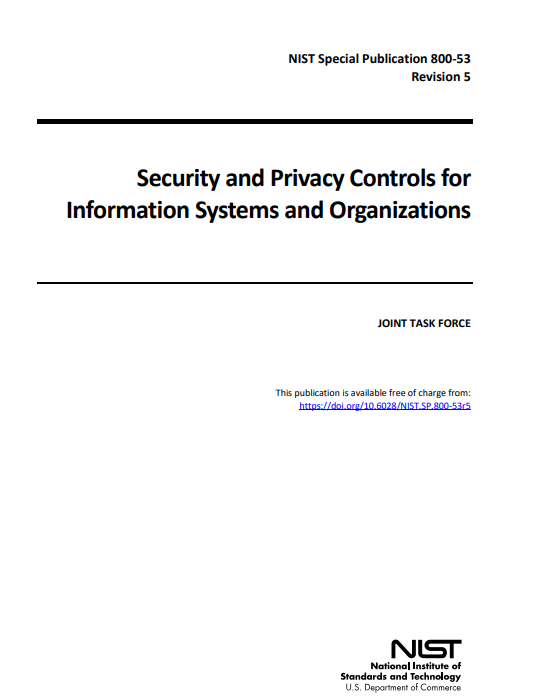 NIST Special Publication 800-53
Revision 5
Security and Privacy Controls for
Information Systems and Organizations
JOINT TASK FORCE
This publication is available free of charge from:
https://doi.org/10.6028/NIST.SP.800-53r5
NIST
National Institute of
Standards and Technology
U.S. Department of Commerce